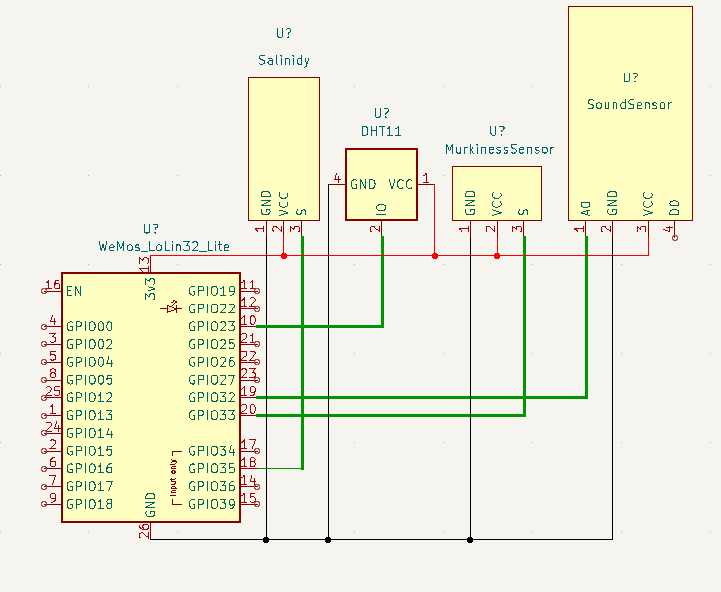 U?
Salinidy
GND
VCC
S
1
2
3
U?
DHT11
4
GND
VCC
1
IO
2
U?
MurkinessSensor
GND
VCC
S
1
2
3
U?
SoundSensor
AD
GND
VCC
DD
1
2
3
4
U?
WeMos_LoLin32_Lite
13
3v3
16 EN
4 GPIO00
3 GPIO02
5 GPIO04
8 GPIO05
25 GPIO12
1 GPIO13
24 GPIO14
2 GPIO15
6 GPIO16
7 GPIO17
9 GPIO18
GPIO19 11
GPIO22 12
GPIO23 10
GPIO25 21
GPIO26 22
GPIO27 23
GPIO32 19
GPIO33 20
GPIO34 17
GPIO35 18
GPIO36 14
GPIO39 15
Input only
GND
26